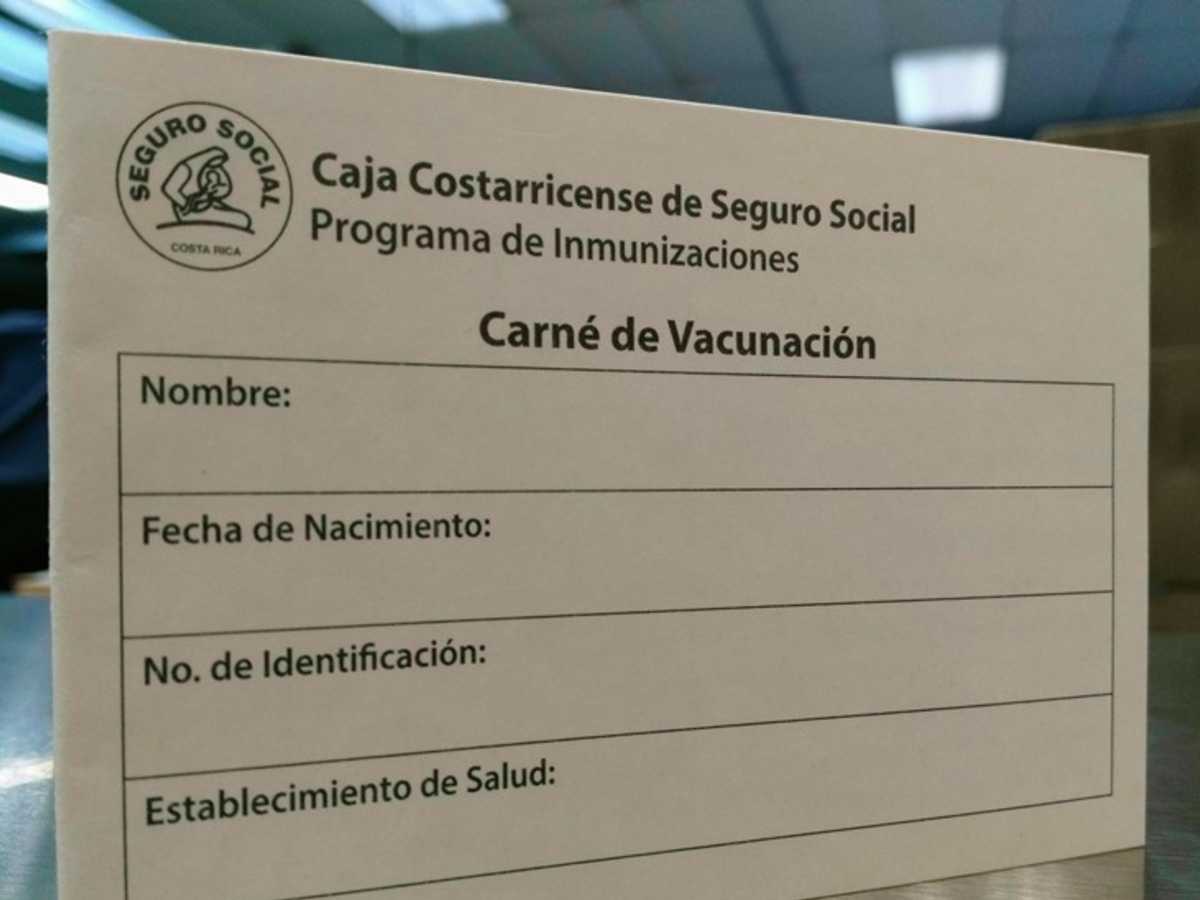 SEGURO SOCIAL
COSTA RICA
Caja Costarricense de Seguro Social
Programa de Inmunizaciones
Carné de Vacunación
Nombre:
Fecha de Nacimiento:
No. de Identificación:
Establecimiento de Salud: